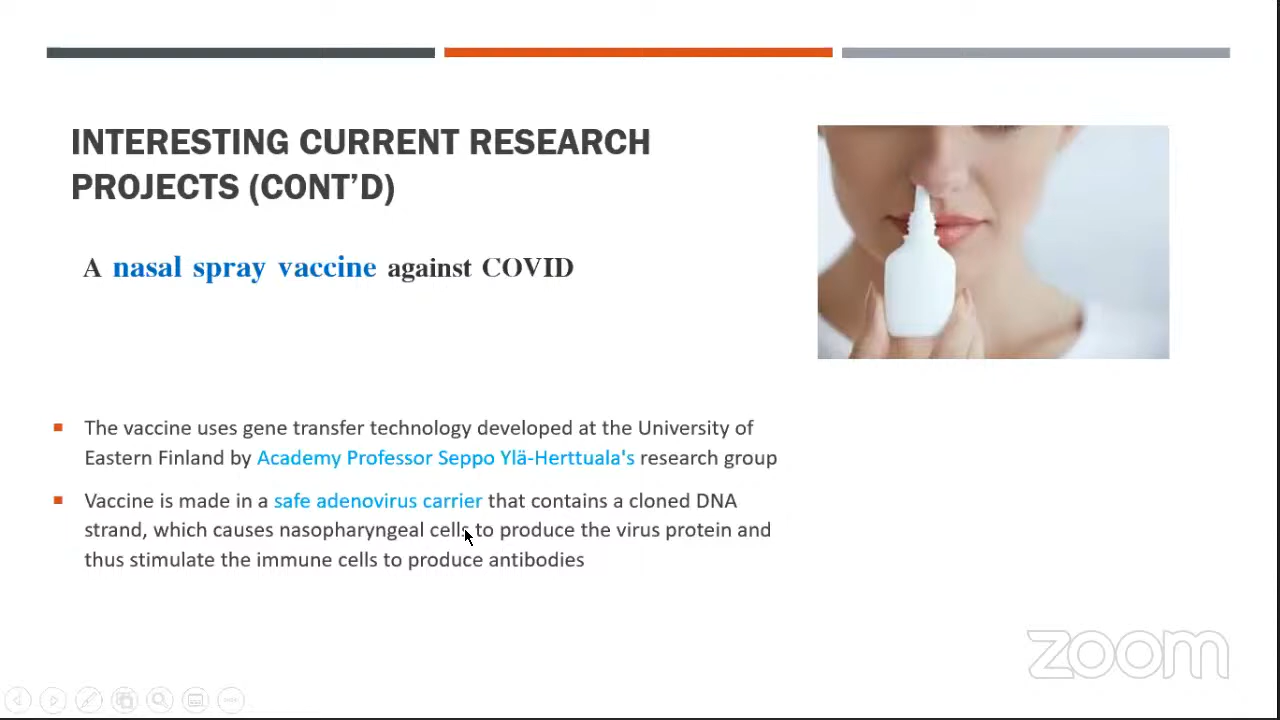 INTERESTING CURRENT RESEARCH
PROJECTS (CONT’D)
A nasal spray vaccine against COVID
The vaccine uses gene transfer technology developed at the University of
Eastern Finland by Academy Professor Seppo Ylä-Herttuala's research group
Vaccine is made in a safe adenovirus carrier that contains a cloned DNA
strand, which causes nasopharyngeal cells to produce the virus protein and
thus stimulate the immune cells to produce antibodies
zoom